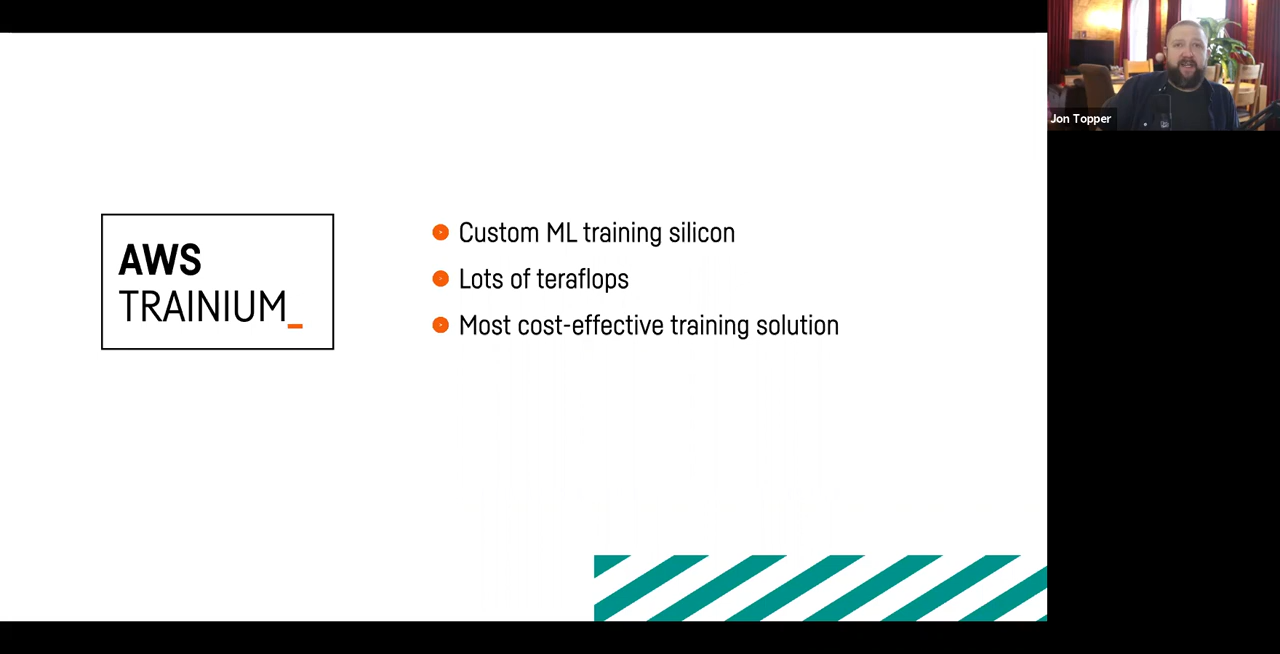 AWS
TRAINIUM_
Custom ML training silicon
Lots of teraflops
Most cost-effective training solution
Jon Topper